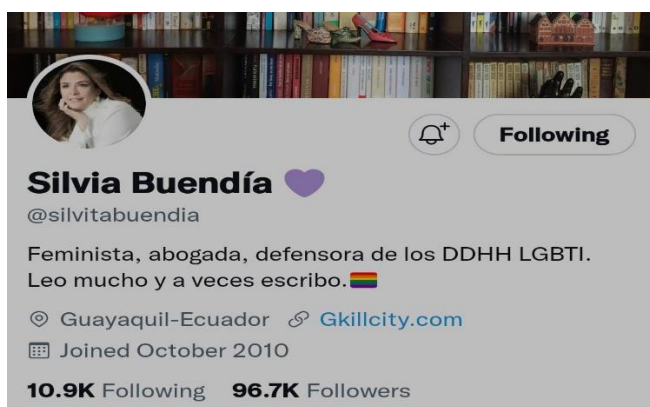 Following
Silvia Buendía 💜
@silvitabuendia
Feminista, abogada, defensora de los DDHH LGBTI.
Leo mucho y a veces escribo.🏳️‍🌈
Guayaquil-Ecuador Gkillcity.com
Joined October 2010
10.9K Following 96.7K Followers